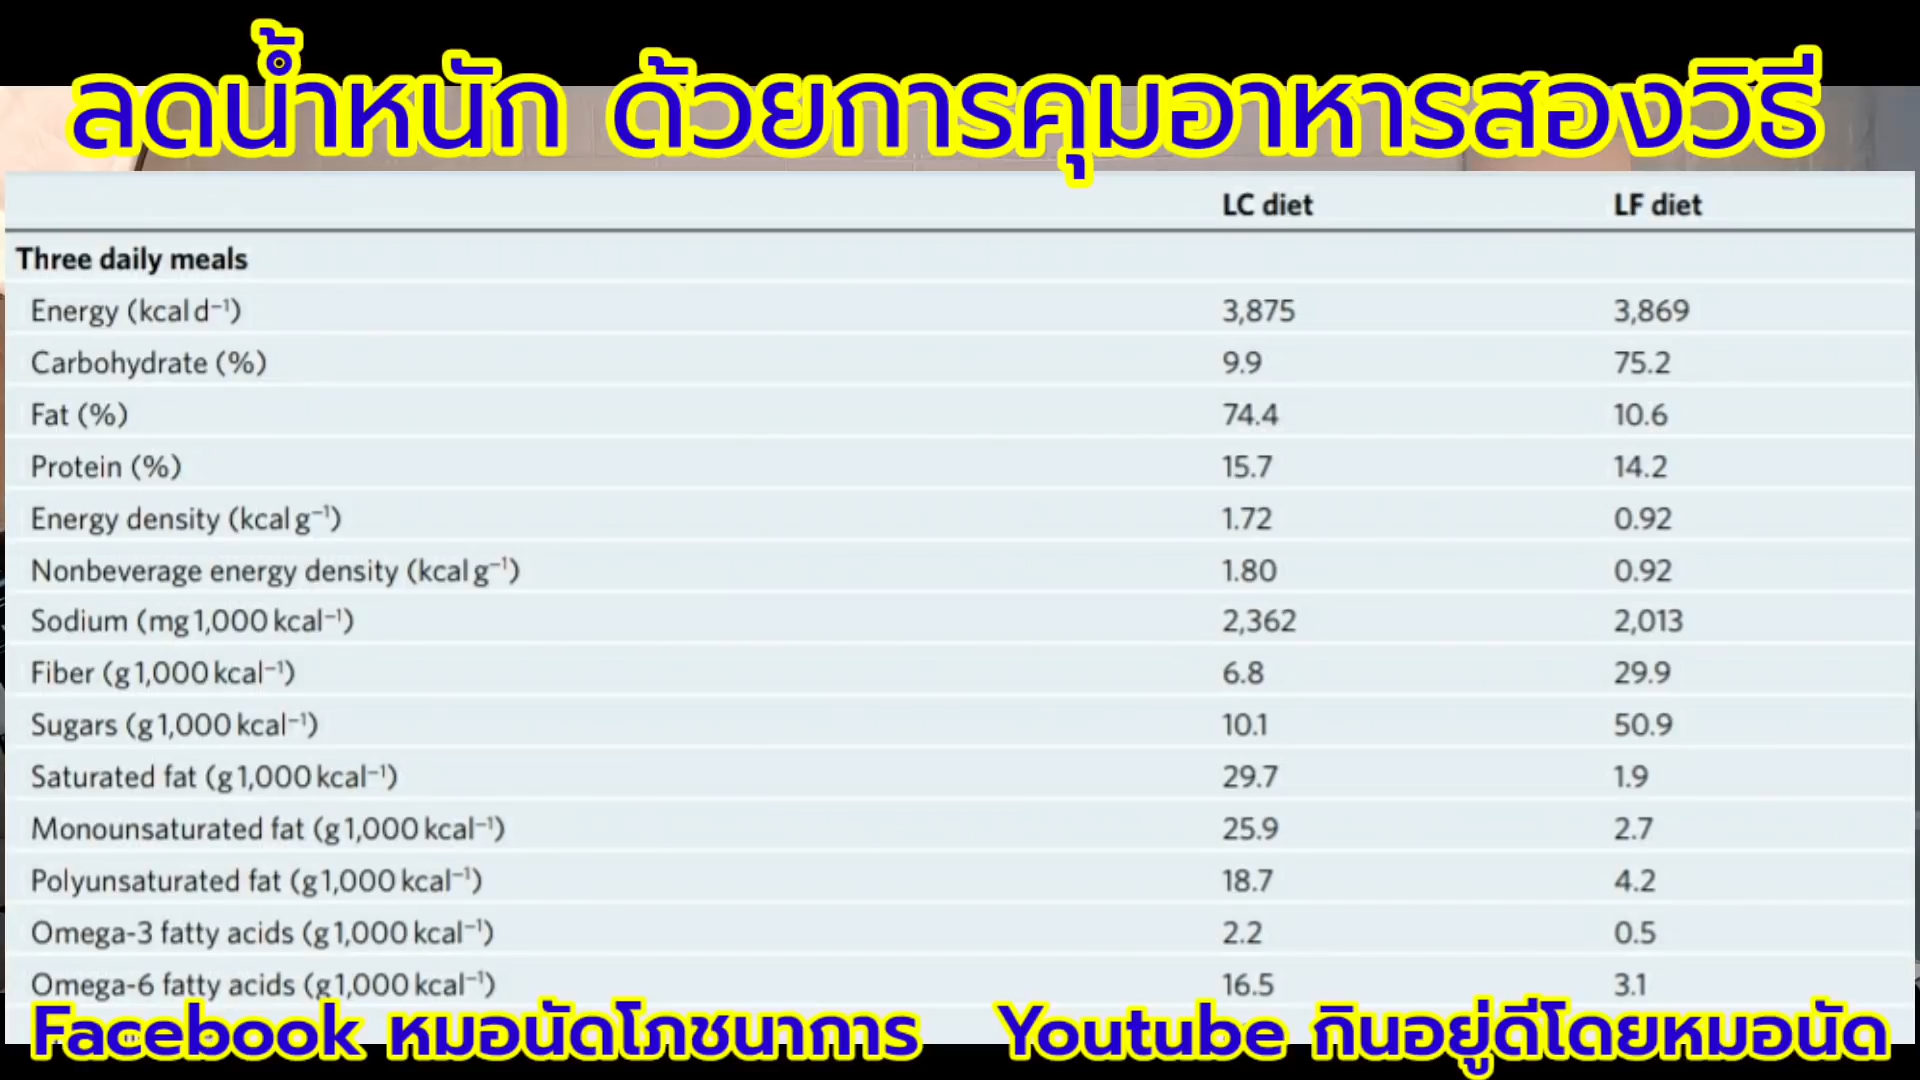 ลดน้ำหนัก ด้วยการคุมอาหารสองวิธี
LC diet LF diet
Three daily meals
Energy (kcal d⁻¹) 3,875 3,869
Carbohydrate (%) 9.9 75.2
Fat (%) 74.4 10.6
Protein (%) 15.7 14.2
Energy density (kcal g⁻¹) 1.72 0.92
Nonbeverage energy density (kcal g⁻¹) 1.80 0.92
Sodium (mg 1,000 kcal⁻¹) 2,362 2,013
Fiber (g 1,000 kcal⁻¹) 6.8 29.9
Sugars (g 1,000 kcal⁻¹) 10.1 50.9
Saturated fat (g 1,000 kcal⁻¹) 29.7 1.9
Monounsaturated fat (g 1,000 kcal⁻¹) 25.9 2.7
Polyunsaturated fat (g 1,000 kcal⁻¹) 18.7 4.2
Omega-3 fatty acids (g 1,000 kcal⁻¹) 2.2 0.5
Omega-6 fatty acids (g 1,000 kcal⁻¹) 16.5 3.1
Facebook หมอนัดโภชนาการ Youtube กินอยู่ดีโดยหมอนัด